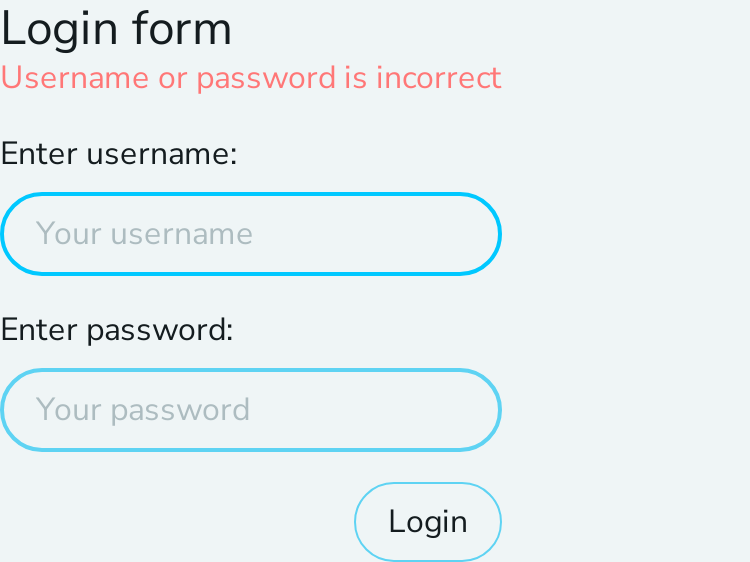 Login form
Username or password is incorrect
Enter username:
Your username
Enter password:
Your password
Login